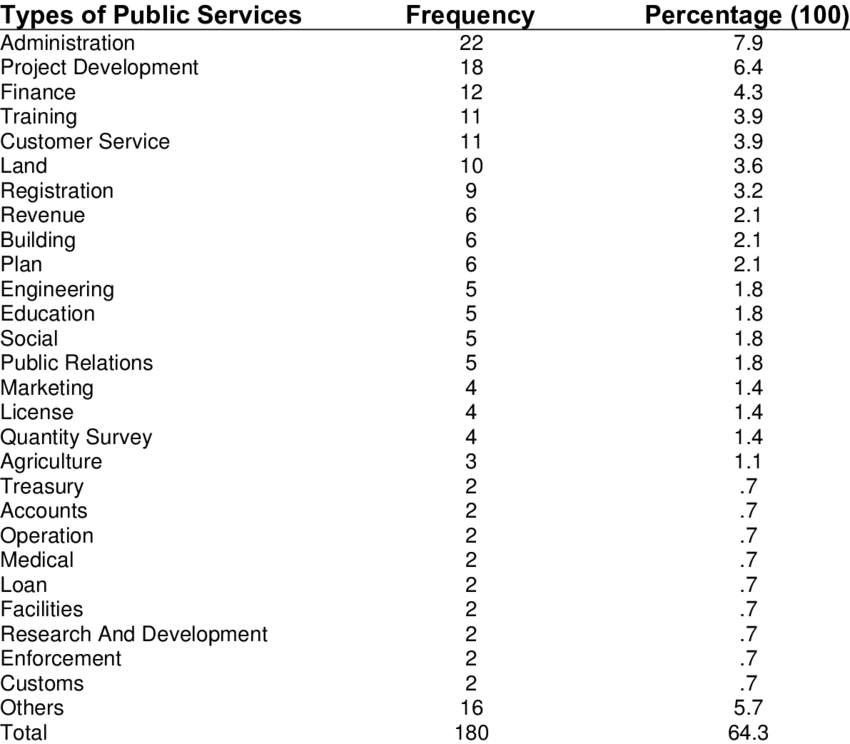 Types of Public Services Frequency Percentage (100)
Administration 22 7.9
Project Development 18 6.4
Finance 12 4.3
Training 11 3.9
Customer Service 11 3.9
Land 10 3.6
Registration 9 3.2
Revenue 6 2.1
Building 6 2.1
Plan 6 2.1
Engineering 5 1.8
Education 5 1.8
Social 5 1.8
Public Relations 5 1.8
Marketing 4 1.4
License 4 1.4
Quantity Survey 4 1.4
Agriculture 3 1.1
Treasury 2 .7
Accounts 2 .7
Operation 2 .7
Medical 2 .7
Loan 2 .7
Facilities 2 .7
Research And Development 2 .7
Enforcement 2 .7
Customs 2 .7
Others 16 5.7
Total 180 64.3